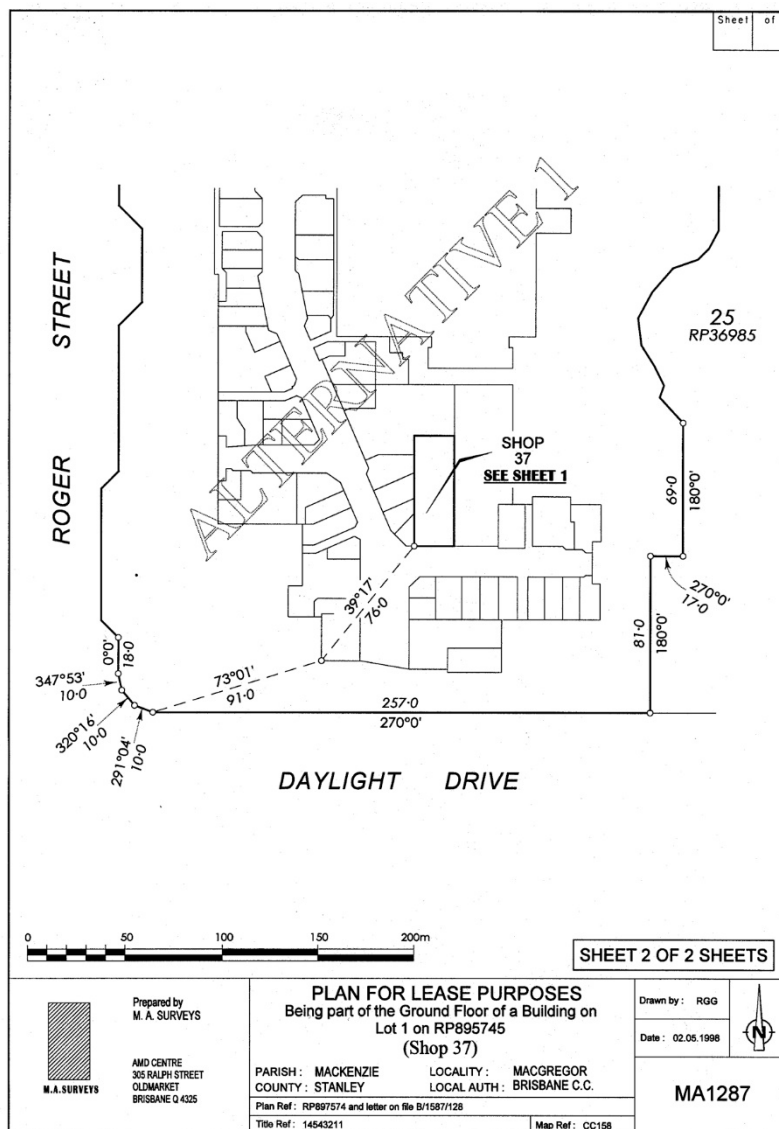 Sheet of
ALTERNATIVE 1
ROGER STREET
25
RP36985
SHOP
37
SEE SHEET 1
69·0
180°0'
270°0'
17·0
81·0
180°0'
39°17'
76·0
73°01'
91·0
257·0
270°0'
0°0'
18·0
347°53'
10·0
320°16'
10·0
291°04'
10·0
DAYLIGHT DRIVE
0 50 100 150 200m
SHEET 2 OF 2 SHEETS
M.A.SURVEYS
Prepared by
M. A. SURVEYS
AMD CENTRE
305 RALPH STREET
OLDMARKET
BRISBANE Q 4325
PLAN FOR LEASE PURPOSES
Being part of the Ground Floor of a Building on
Lot 1 on RP895745
(Shop 37)
PARISH : MACKENZIE LOCALITY : MACGREGOR
COUNTY : STANLEY LOCAL AUTH : BRISBANE C.C.
Plan Ref : RP897574 and letter on file B/1587/128
Title Ref : 14543211 Map Ref : CC158
Drawn by : RGG
Date : 02.05.1998
N
MA1287